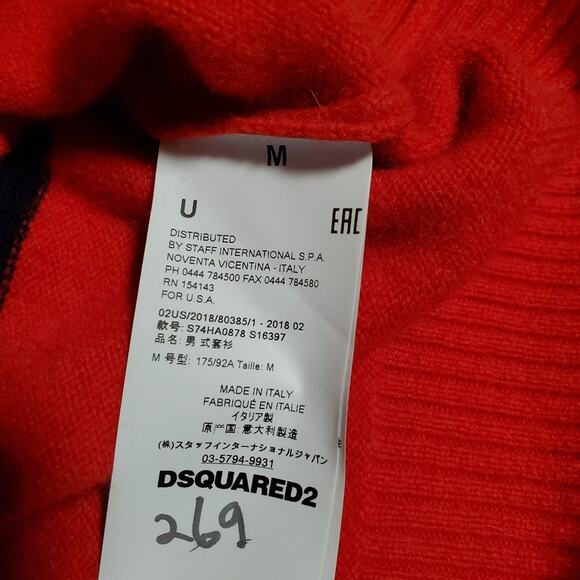 M
U
EAC
DISTRIBUTED
BY STAFF INTERNATIONAL S.P.A.
NOVENTA VICENTINA - ITALY
PH 0444 784500 FAX 0444 784580
RN 154143
FOR U.S.A.
02US/2018/80385/1 - 2018 02
款号: S74HA0878 S16397
品名: 男 式套衫
M 号型: 175/92A Taille: M
MADE IN ITALY
FABRIQUÉ EN ITALIE
イタリア製
原产国: 意大利製造
(株)スタッフインターナショナルジャパン
03-5794-9931
DSQUARED2
269